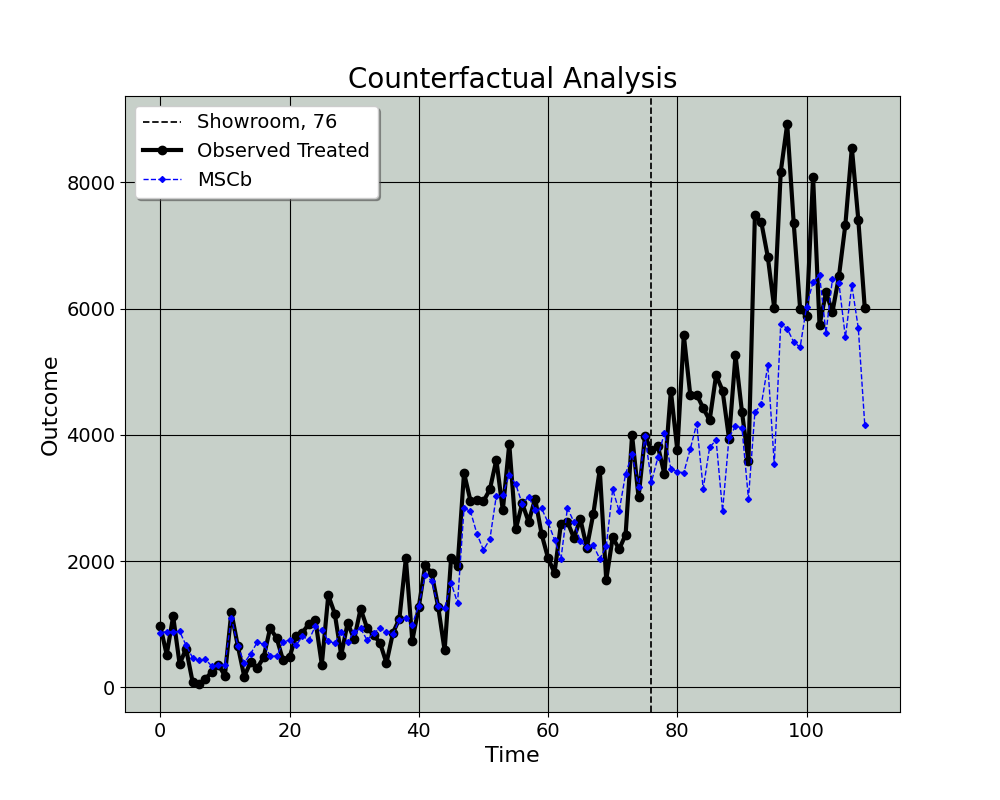 Counterfactual Analysis
Showroom, 76
Observed Treated
MSCb
8000
6000
4000
2000
0
Outcome
0 20 40 60 80 100
Time